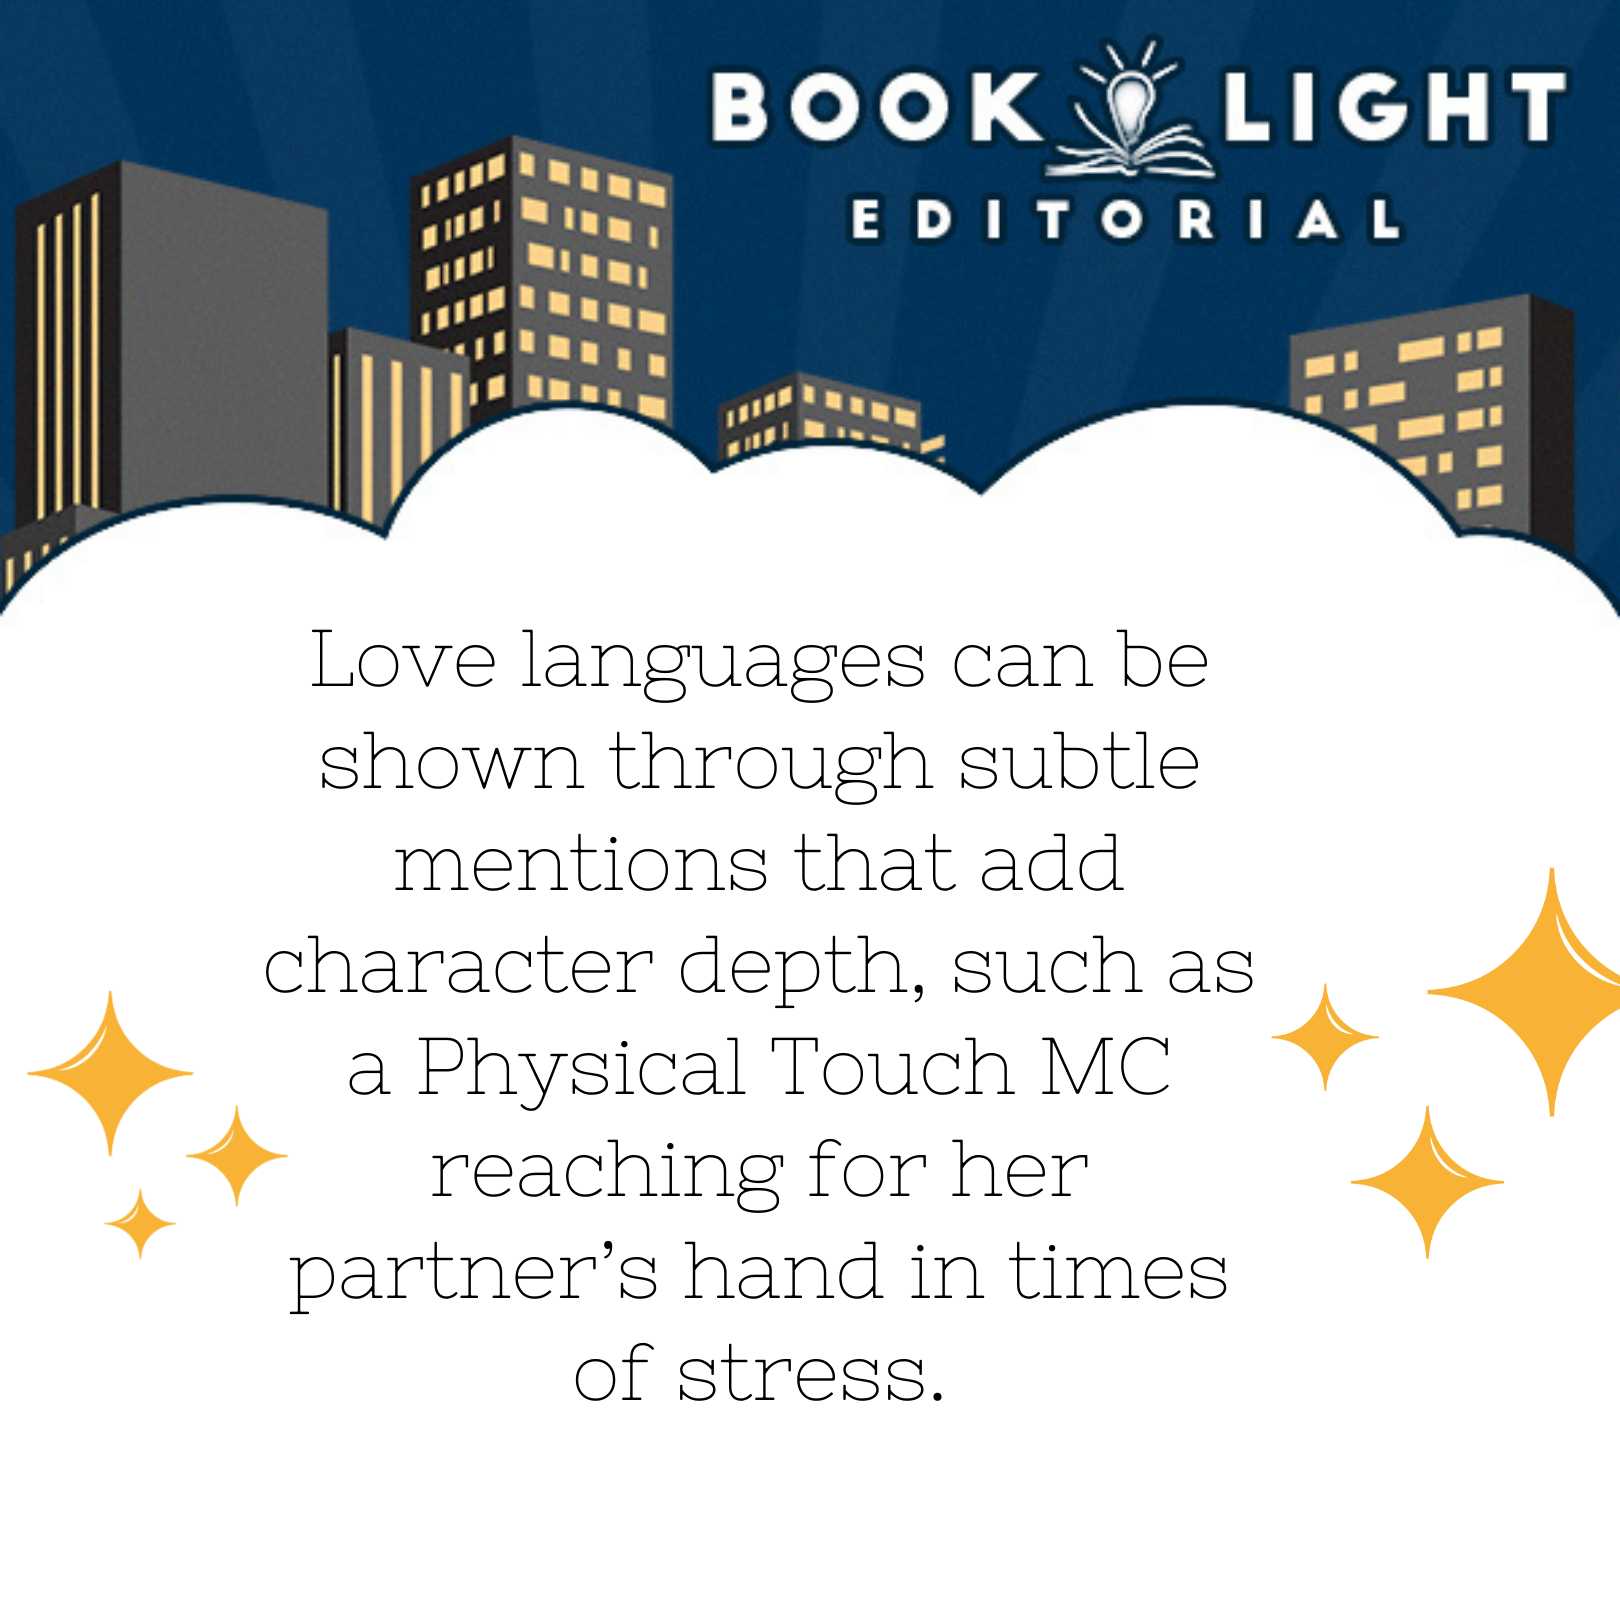 BOOK LIGHT
EDITORIAL
Love languages can be
shown through subtle
mentions that add
character depth, such as
a Physical Touch MC
reaching for her
partner’s hand in times
of stress.